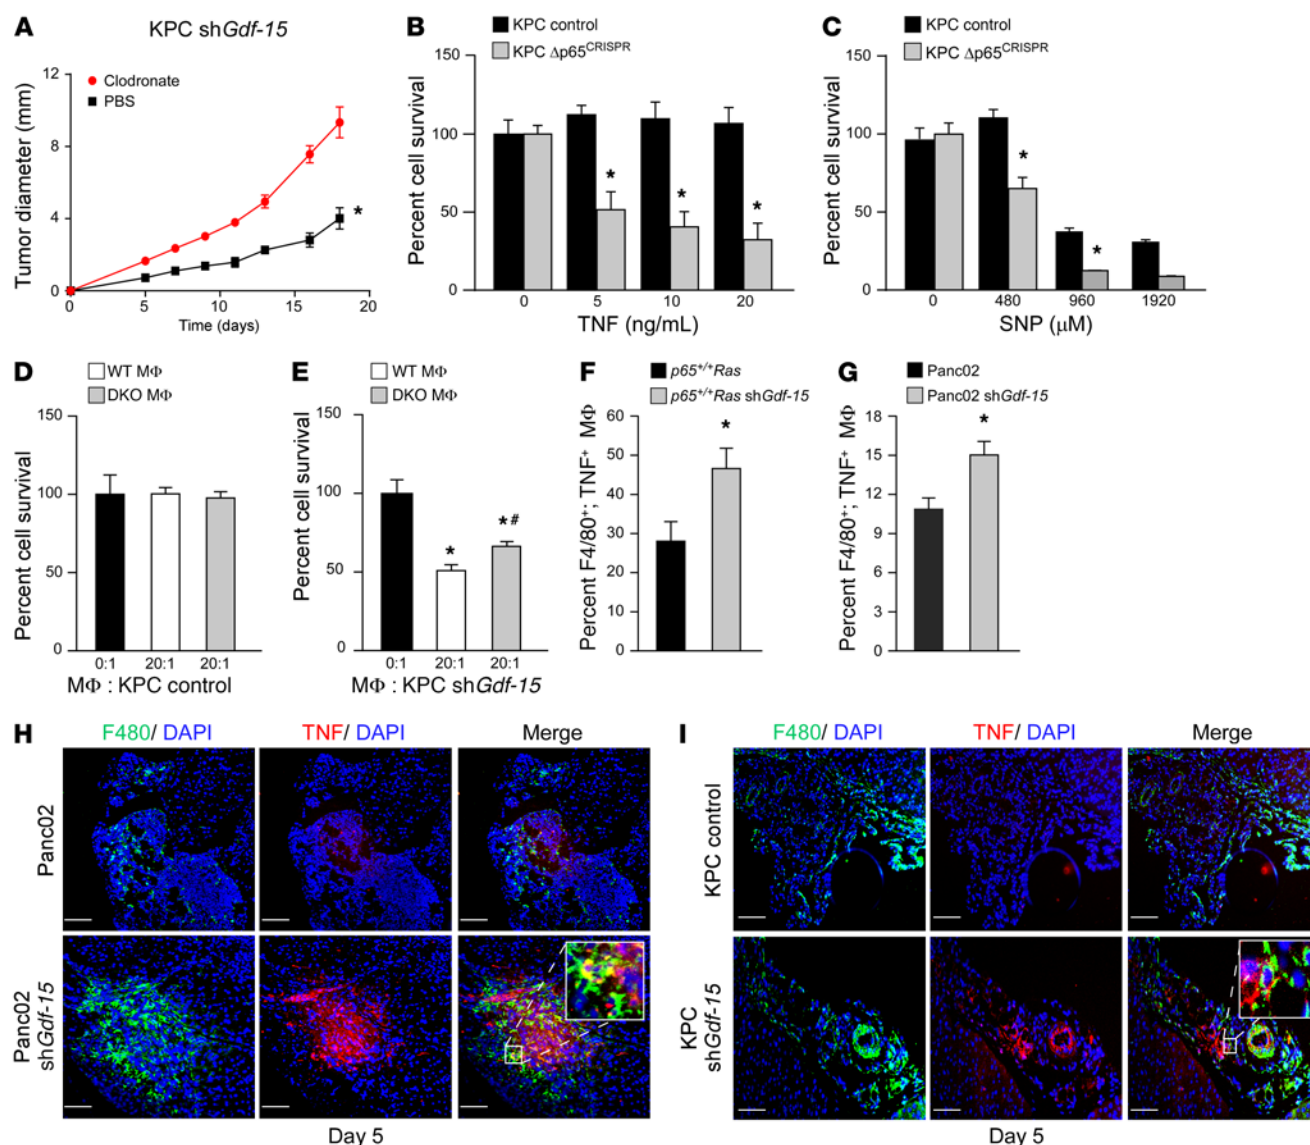 A
KPC shGdf-15
Clodronate
PBS
Tumor diameter (mm)
12
8
4
0
*
0 5 10 15 20
Time (days)
B
KPC control
KPC Δp65CRISPR
Percent cell survival
150
100
50
0
* * *
0 5 10 20
TNF (ng/mL)
C
KPC control
KPC Δp65CRISPR
Percent cell survival
150
100
50
0
* *
0 480 960 1920
SNP (μM)
D
WT MΦ
DKO MΦ
Percent cell survival
150
100
50
0
0:1 20:1 20:1
MΦ : KPC control
E
WT MΦ
DKO MΦ
Percent cell survival
150
100
50
0
* *#
0:1 20:1 20:1
MΦ : KPC shGdf-15
F
p65+/+Ras
p65+/+Ras shGdf-15
Percent F4/80+; TNF+ MΦ
60
50
40
30
20
10
0
*
G
Panc02
Panc02 shGdf-15
Percent F4/80+; TNF+ MΦ
18
15
12
9
6
3
0
*
H
F480/ DAPI TNF/ DAPI Merge
Panc02
Panc02
shGdf-15
Day 5
I
F480/ DAPI TNF/ DAPI Merge
KPC control
KPC
shGdf-15
Day 5